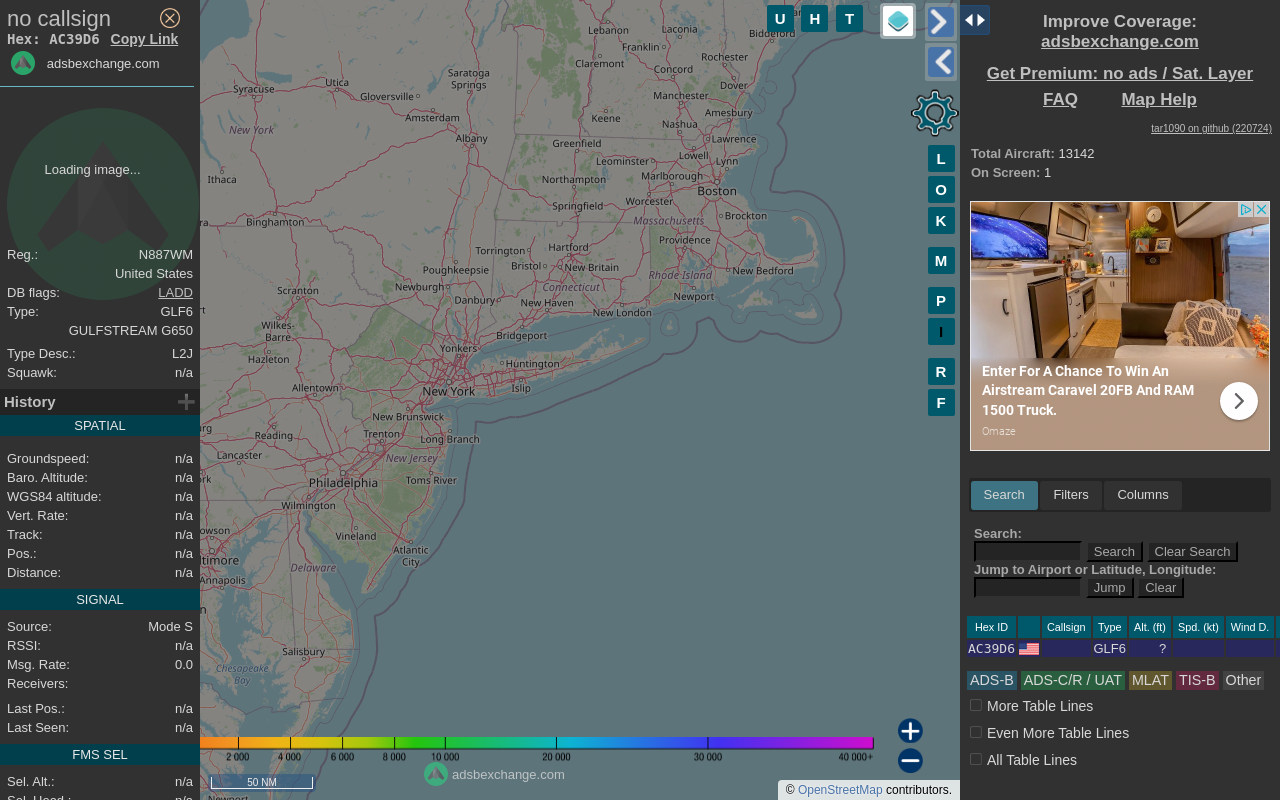 no callsign
Hex: AC39D6 Copy Link
adsbexchange.com
Loading image...
Reg.: N887WM
United States
DB flags: LADD
Type: GLF6
GULFSTREAM G650
Type Desc.: L2J
Squawk: n/a
History
SPATIAL
Groundspeed: n/a
Baro. Altitude: n/a
WGS84 altitude: n/a
Vert. Rate: n/a
Track: n/a
Pos.: n/a
Distance: n/a
SIGNAL
Source: Mode S
RSSI: n/a
Msg. Rate: 0.0
Receivers:
Last Pos.: n/a
Last Seen: n/a
FMS SEL
Sel. Alt.: n/a
Sel. Head.: n/a
U H T
Lebanon
Laconia
Biddeford
Franklin
Claremont
Rochester
Concord
Dover
Saratoga
Springs
Utica
Syracuse
Gloversville
Manchester
Amesbury
Amsterdam
Keene
Nashua
New York
Albany
Lawrence
Greenfield
Leominster
Lowell
Lynn
Ithaca
Northampton
Marlborough
Boston
Springfield
Worcester
Binghamton
Massachusetts
Brockton
Torrington
Hartford
Providence
Poughkeepsie
Bristol
New Britain
Rhode Island
New Bedford
Scranton
Newburgh
Connecticut
Danbury
New Haven
Newport
New London
Wilkes-
Barre
Bridgeport
Yonkers
Hazleton
Huntington
Allentown
New York
Islip
New Brunswick
Reading
Trenton
Long Branch
Lancaster
New Jersey
Philadelphia
Toms River
Wilmington
Vineland
Atlantic
City
Delaware
Annapolis
Salisbury
Chesapeake
Bay
Newport
L
O
K
M
P
I
R
F
2 000 4 000 6 000 8 000 10 000 20 000 30 000 40 000+
50 NM
adsbexchange.com
© OpenStreetMap contributors.
Improve Coverage:
adsbexchange.com
Get Premium: no ads / Sat. Layer
FAQ Map Help
tar1090 on github (220724)
Total Aircraft: 13142
On Screen: 1
Enter For A Chance To Win An
Airstream Caravel 20FB And RAM
1500 Truck.
Omaze
Search Filters Columns
Search:
Search Clear Search
Jump to Airport or Latitude, Longitude:
Jump Clear
Hex ID Callsign Type Alt. (ft) Spd. (kt) Wind D.
AC39D6 GLF6 ?
ADS-B ADS-C/R / UAT MLAT TIS-B Other
More Table Lines
Even More Table Lines
All Table Lines